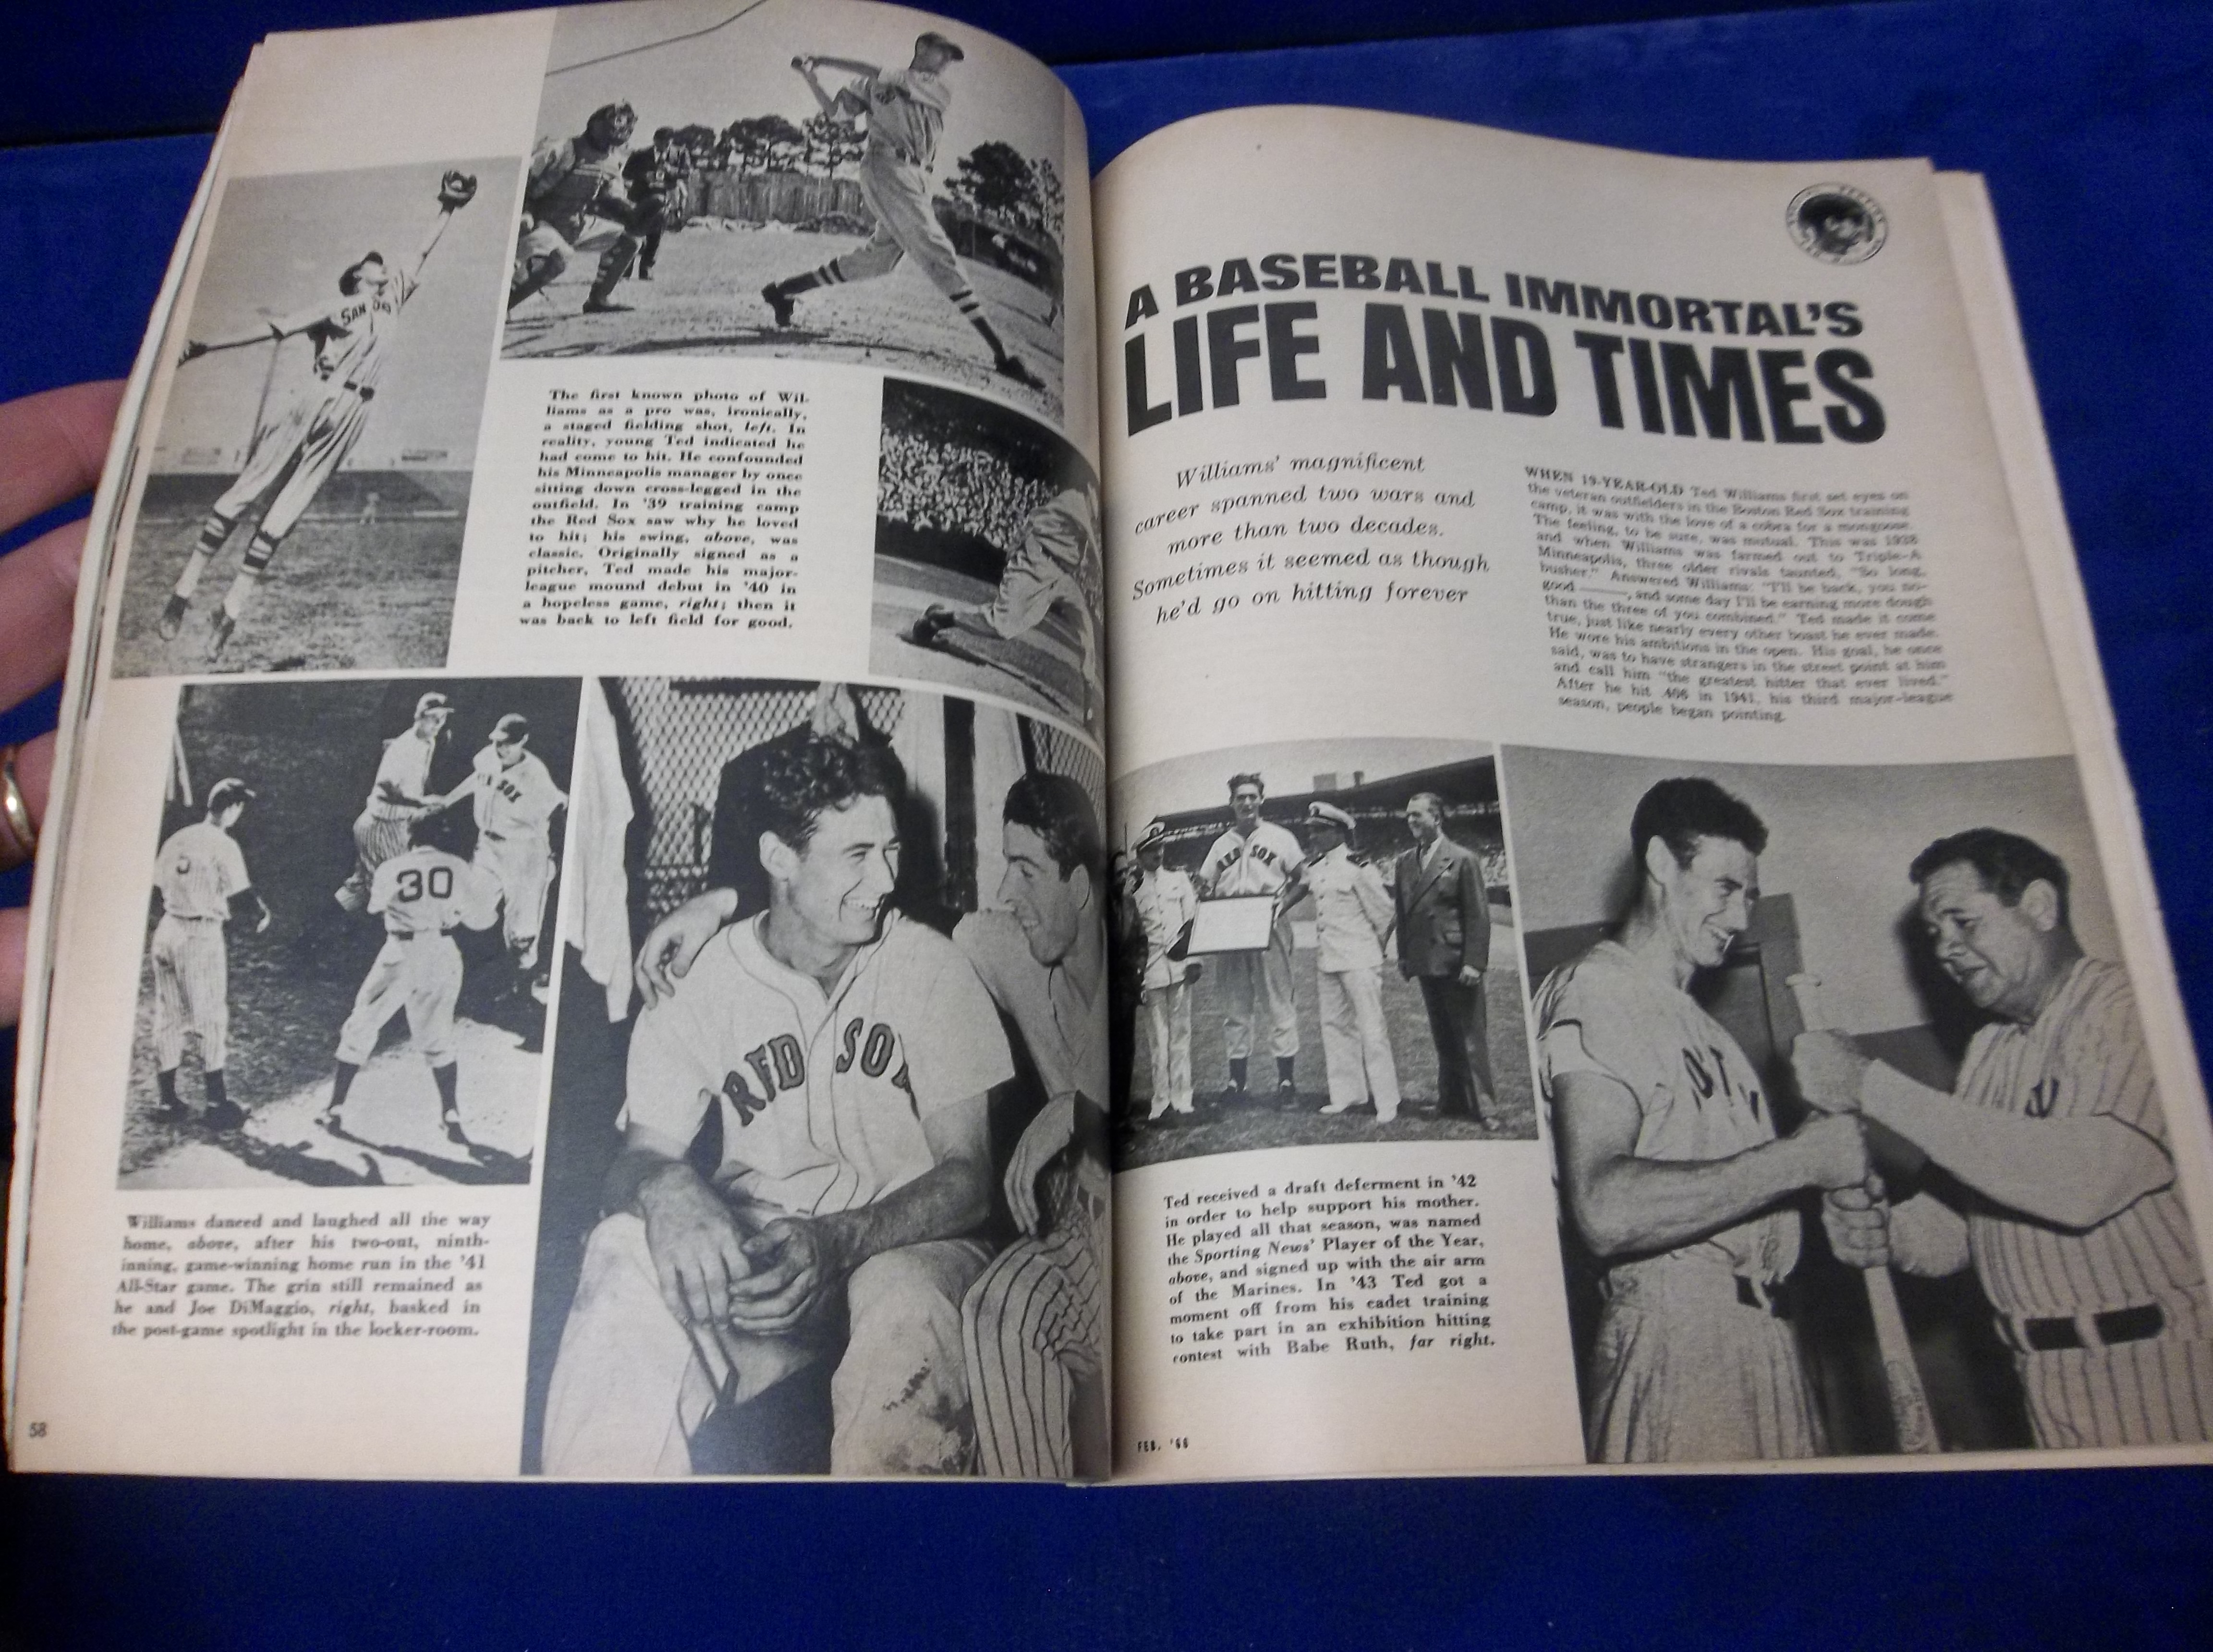 SAN
The first known photo of Wil-
liams as a pro was, ironically,
a staged fielding shot, left. In
reality, young Ted indicated he
had come to hit. He confounded
his Minneapolis manager by once
sitting down cross-legged in the
outfield. In '39 training camp
the Red Sox saw why he loved
to hit; his swing, above, was
classic. Originally signed as a
pitcher, Ted made his major-
league mound debut in '40 in
a hopeless game, right; then it
was back to left field for good.
5
30
SOX
RED SOX
Williams danced and laughed all the way
home, above, after his two-out, ninth-
inning, game-winning home run in the '41
All-Star game. The grin still remained as
he and Joe DiMaggio, right, basked in
the post-game spotlight in the locker-room.
58
A BASEBALL IMMORTAL'S
LIFE AND TIMES
Williams' magnificent
career spanned two wars and
more than two decades.
Sometimes it seemed as though
he'd go on hitting forever
WHEN 19-YEAR-OLD Ted Williams first set eyes on
the veteran outfielders in the Boston Red Sox training
camp, it was with the love of a cobra for a mongoose.
The feeling, to be sure, was mutual. This was 1938
and when Williams was farmed out to Triple-A
Minneapolis, three older rivals taunted, "So long,
busher." Answered Williams: "I'll be back, you no-
good ———, and some day I'll be earning more dough
than the three of you combined." Ted made it come
true, just like nearly every other boast he ever made.
He wore his ambitions in the open. His goal, he once
said, was to have strangers in the street point at him
and call him "the greatest hitter that ever lived."
After he hit .406 in 1941, his third major-league
season, people began pointing.
RED SOX
Ted received a draft deferment in '42
in order to help support his mother.
He played all that season, was named
the Sporting News' Player of the Year,
above, and signed up with the air arm
of the Marines. In '43 Ted got a
moment off from his cadet training
to take part in an exhibition hitting
contest with Babe Ruth, far right.
FEB. '66